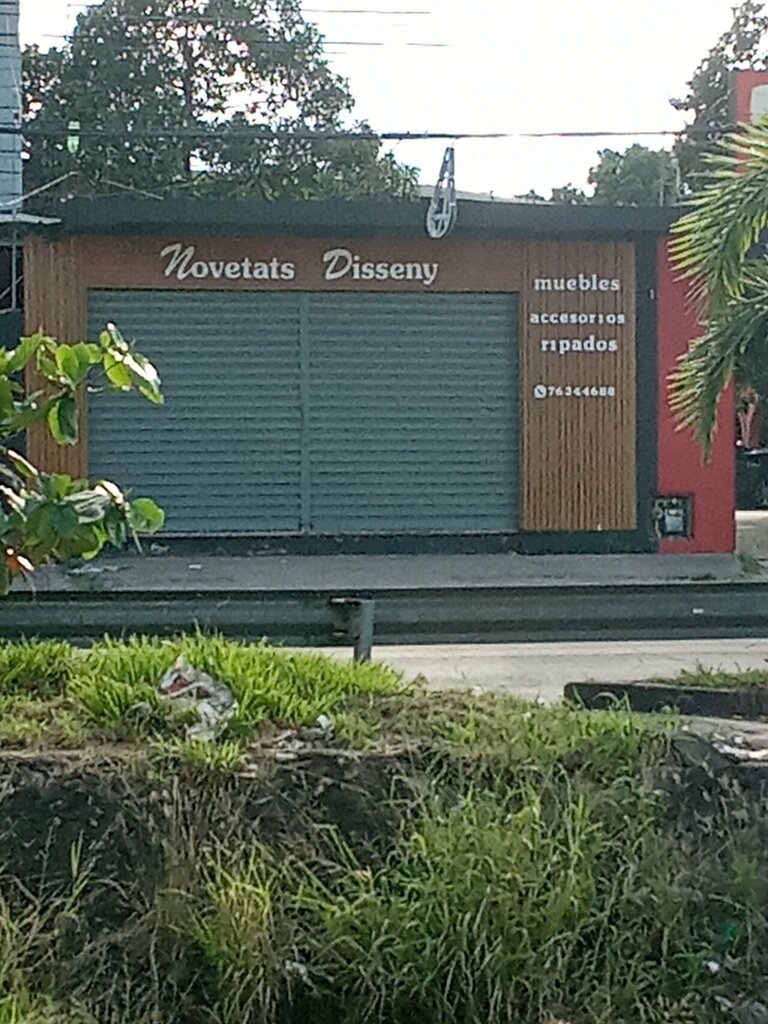 Novetats Disseny
muebles
accesorios
ripados
76344688